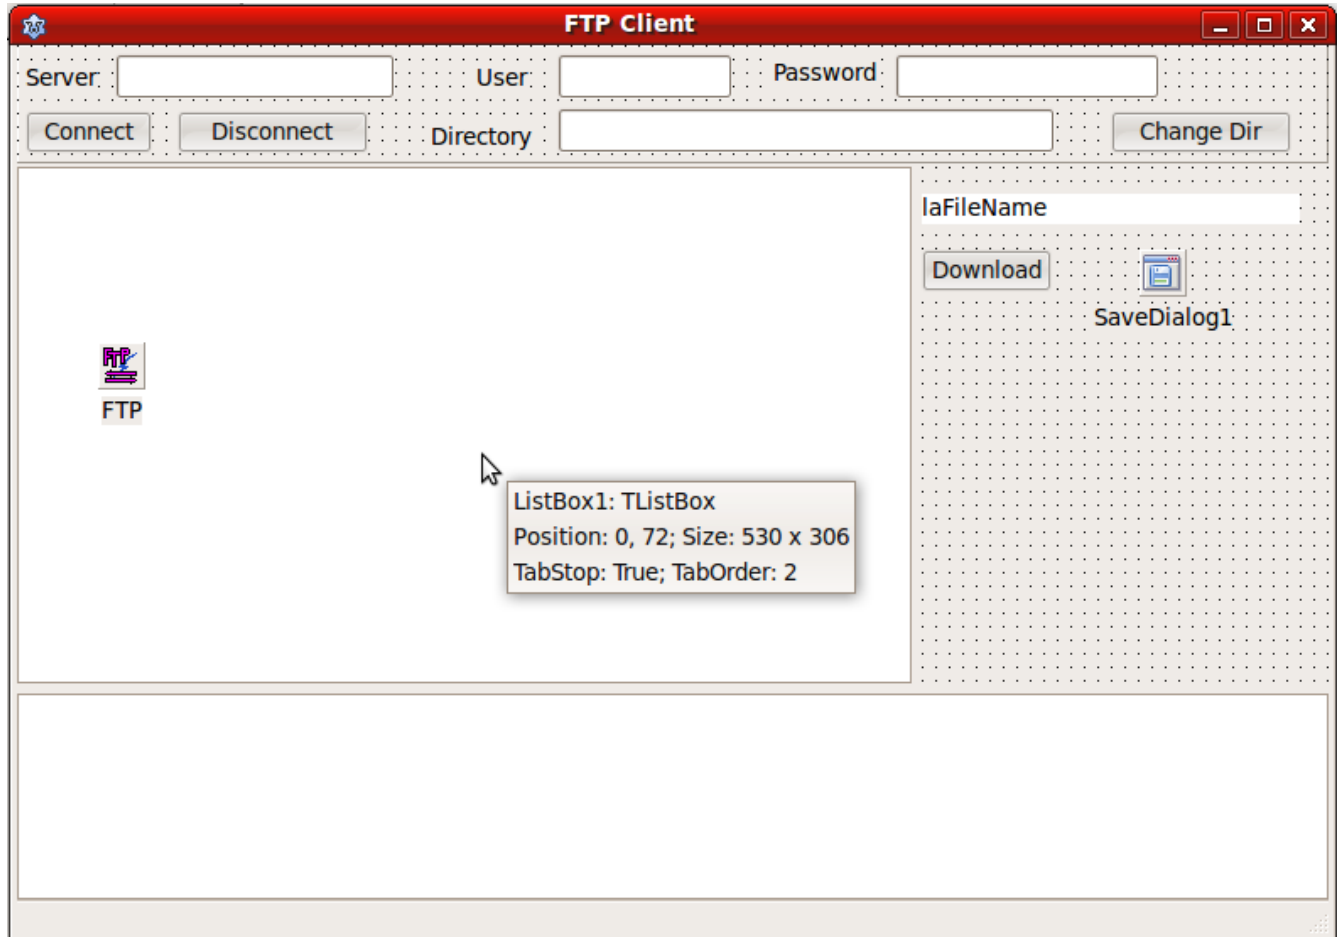 FTP Client
Server User Password
Connect Disconnect Directory Change Dir
laFileName
Download
SaveDialog1
FTP
FTP
ListBox1: TListBox
Position: 0, 72; Size: 530 x 306
TabStop: True; TabOrder: 2